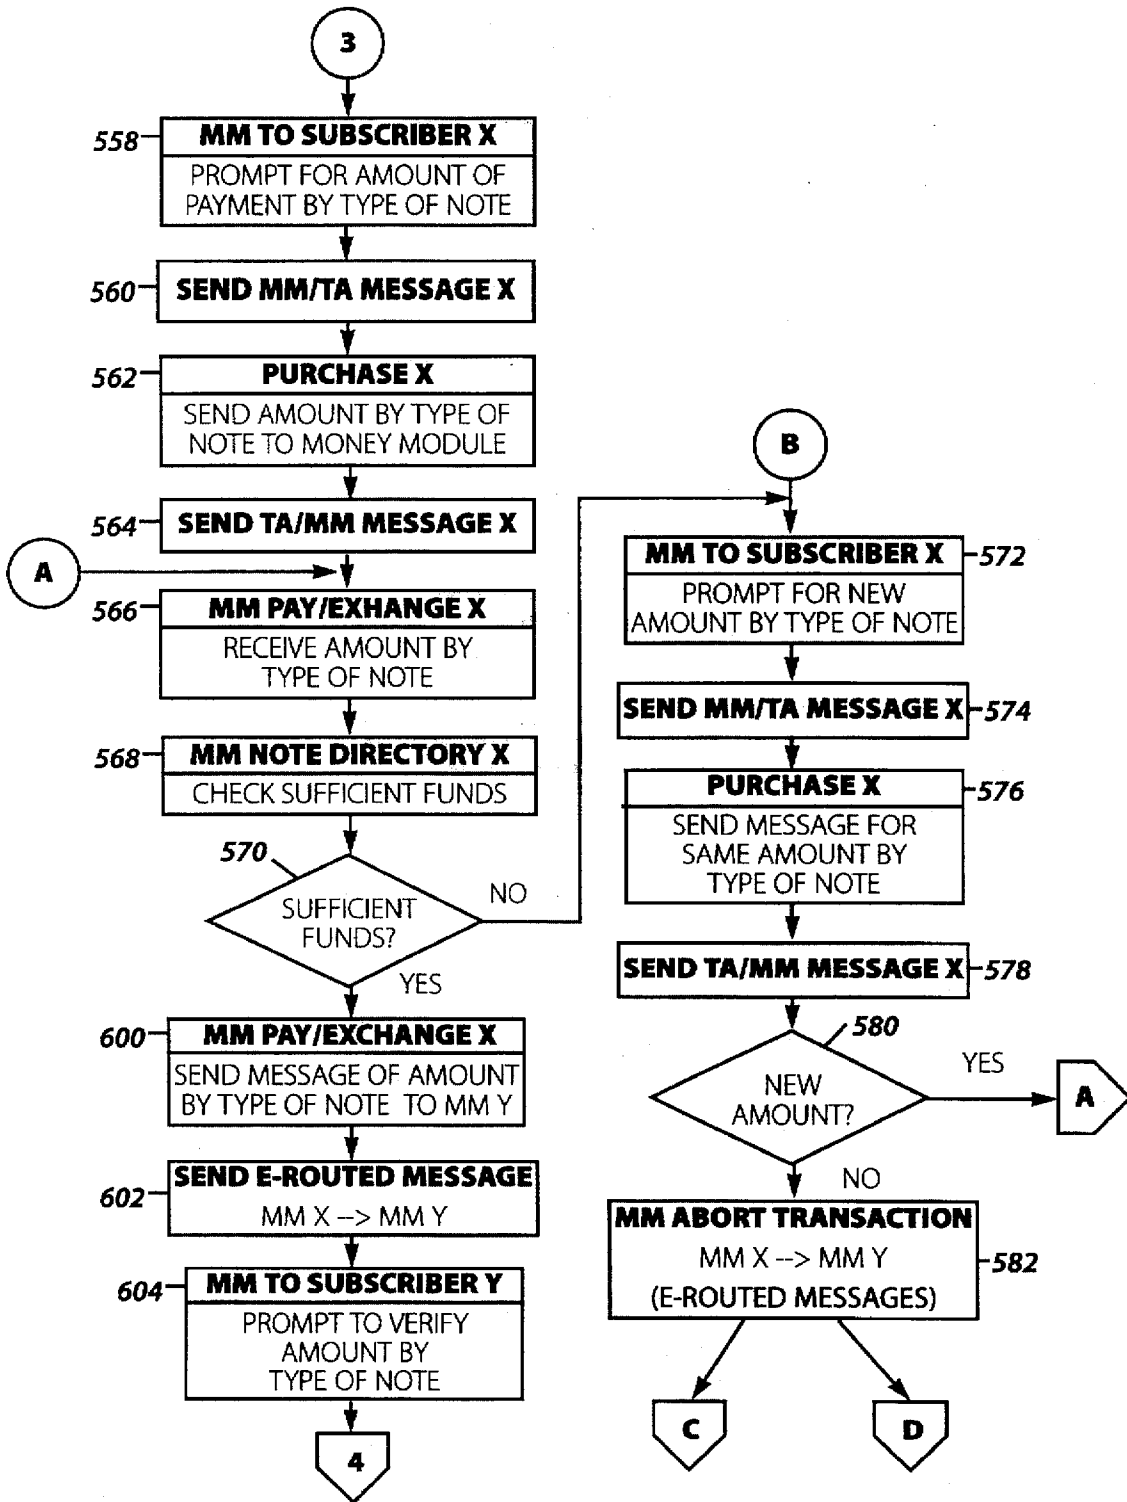 3
558
MM TO SUBSCRIBER X
PROMPT FOR AMOUNT OF
PAYMENT BY TYPE OF NOTE
560
SEND MM/TA MESSAGE X
562
PURCHASE X
SEND AMOUNT BY TYPE OF
NOTE TO MONEY MODULE
564
SEND TA/MM MESSAGE X
A
566
MM PAY/EXHANGE X
RECEIVE AMOUNT BY
TYPE OF NOTE
568
MM NOTE DIRECTORY X
CHECK SUFFICIENT FUNDS
570
SUFFICIENT
FUNDS?
NO
YES
600
MM PAY/EXCHANGE X
SEND MESSAGE OF AMOUNT
BY TYPE OF NOTE TO MM Y
602
SEND E-ROUTED MESSAGE
MM X --> MM Y
604
MM TO SUBSCRIBER Y
PROMPT TO VERIFY
AMOUNT BY
TYPE OF NOTE
4
B
MM TO SUBSCRIBER X
572
PROMPT FOR NEW
AMOUNT BY TYPE OF NOTE
SEND MM/TA MESSAGE X
574
PURCHASE X
576
SEND MESSAGE FOR
SAME AMOUNT BY
TYPE OF NOTE
SEND TA/MM MESSAGE X
578
580
NEW
AMOUNT?
YES
A
NO
MM ABORT TRANSACTION
MM X --> MM Y
582
(E-ROUTED MESSAGES)
C
D